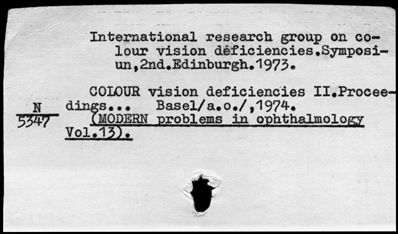 International research group on co-
lour vision déficiencies.Symposi-
un,2nd.Edinburgh.1973.
COLOUR vision deficiencies II.Procee-
N dings... Basel/a.o./,1974.
5347 (MODERN problems in ophthalmology
Vol.13).